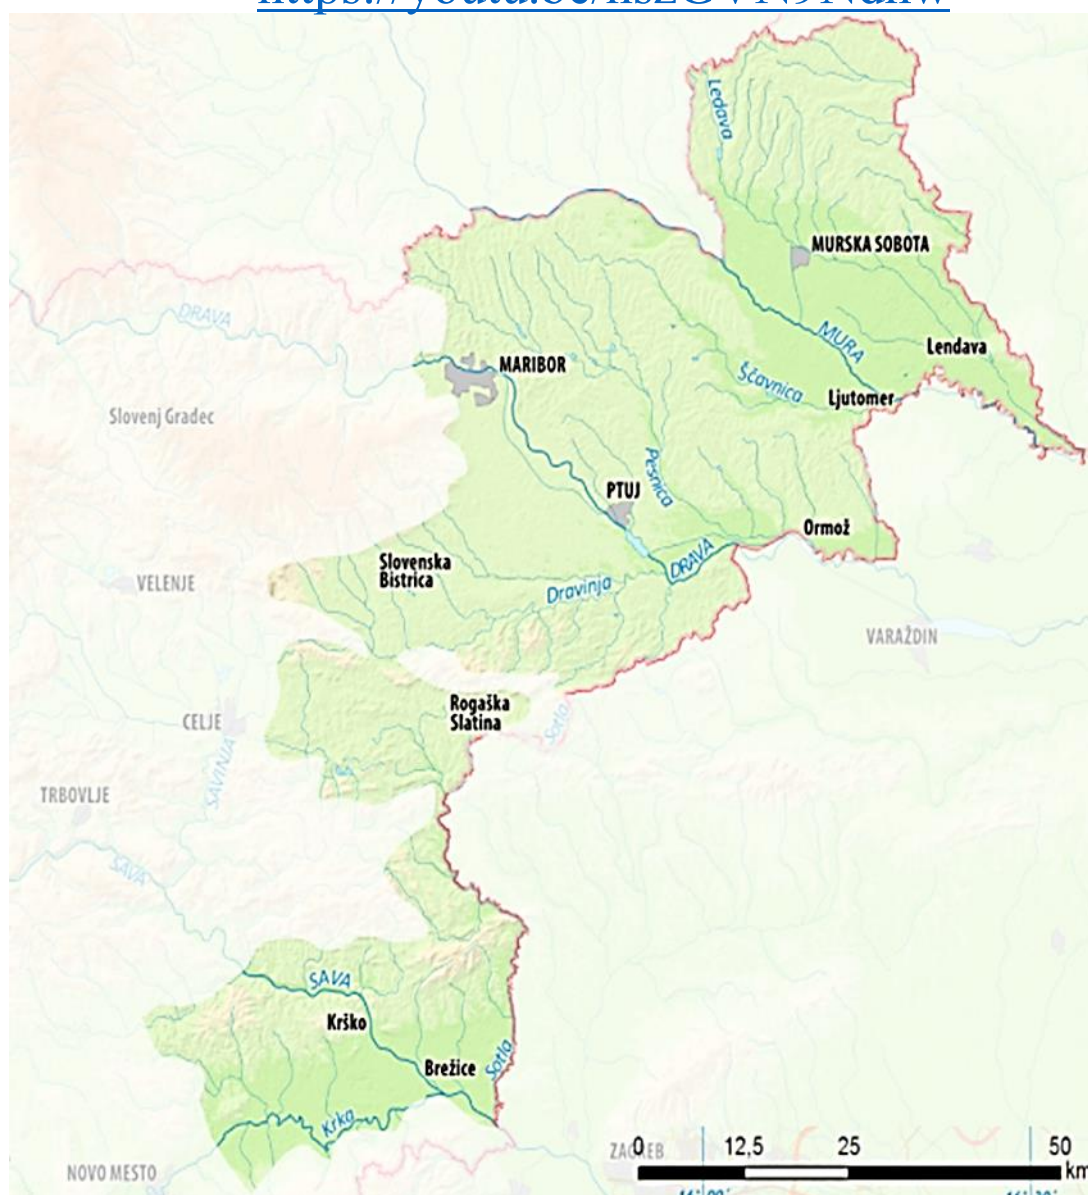 Ledava
MURSKA SOBOTA
DRAVA
MURA
Lendava
MARIBOR
Ščavnica
Ljutomer
Slovenj Gradec
Pesnica
PTUJ
Ormož
Slovenska
Bistrica
DRAVA
VELENJE
Dravinja
VARAŽDIN
Rogaška
Slatina
Sotla
CELJE
SAVINJA
TRBOVLJE
SAVA
SAVA
Krško
Brežice
Sotla
Krka
ZAGREB
NOVO MESTO
0 12,5 25 50
km